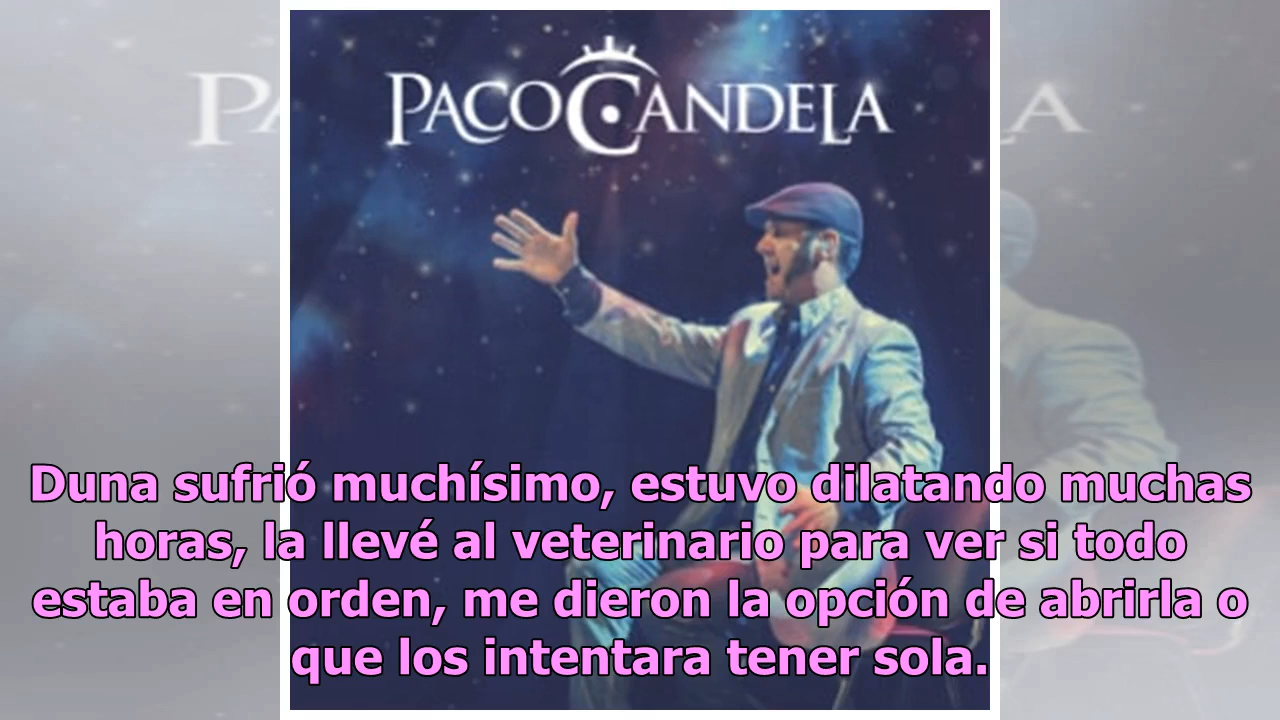 PACO CANDELA
Duna sufrió muchísimo, estuvo dilatando muchas
horas, la llevé al veterinario para ver si todo
estaba en orden, me dieron la opción de abrirla o
que los intentara tener sola.